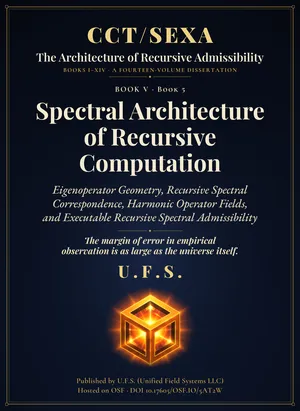 CCT/SEXA
The Architecture of Recursive Admissibility
BOOKS I–XIV · A FOURTEEN-VOLUME DISSERTATION
BOOK V · Book 5
Spectral Architecture
of Recursive
Computation
Eigenoperator Geometry, Recursive Spectral
Correspondence, Harmonic Operator Fields,
and Executable Recursive Spectral Admissibility
The margin of error in empirical
observation is as large as the universe itself.
U.F.S.
Published by U.F.S. (Unified Field Systems LLC)
Hosted on OSF · DOI 10.17605/OSF.IO/5AT2W